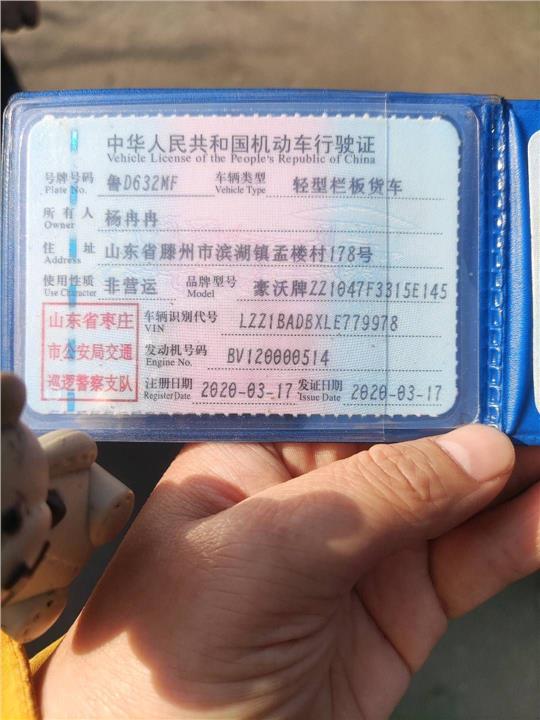 中华人民共和国机动车行驶证
Vehicle License of the People's Republic of China
号牌号码 鲁D632MF 车辆类型 轻型栏板货车
Plate No. Vehicle Type
所有人 杨冉冉
Owner
住址 山东省滕州市滨湖镇孟楼村178号
Address
使用性质 非营运 品牌型号 豪沃牌ZZ1047F3315E145
Use Character Model
山东省枣庄
市公安局交通
巡逻警察支队
车辆识别代号 LZZ1BADBXLE779978
VIN
发动机号码 BV120000514
Engine No.
注册日期 2020-03-17 发证日期 2020-03-17
Register Date Issue Date